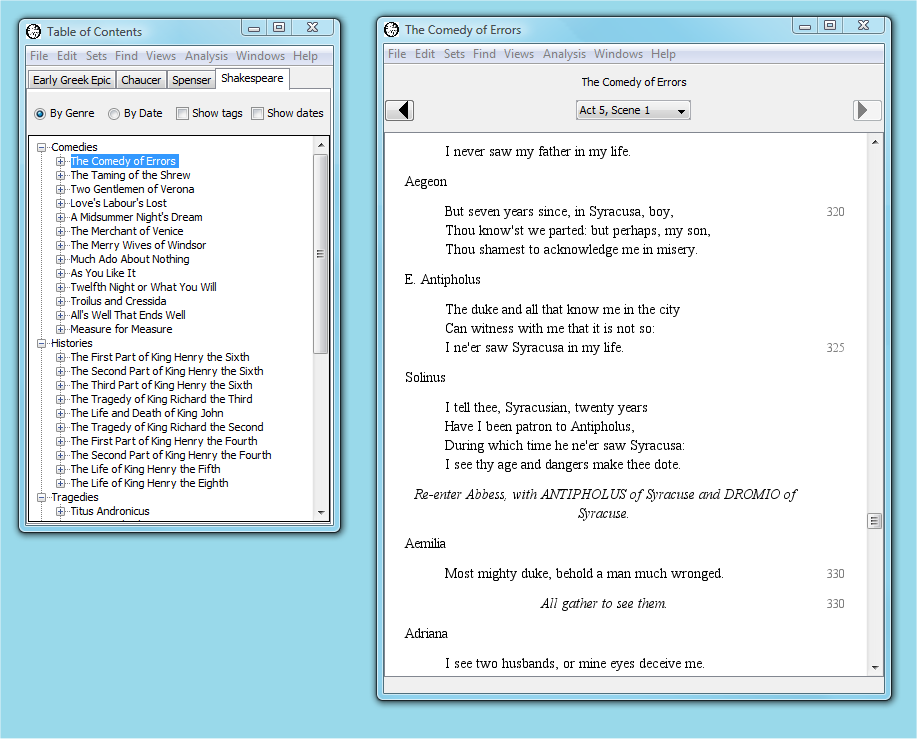 Table of Contents
File Edit Sets Find Views Analysis Windows Help
Early Greek Epic Chaucer Spenser Shakespeare
By Genre By Date Show tags Show dates
Comedies
The Comedy of Errors
The Taming of the Shrew
Two Gentlemen of Verona
Love's Labour's Lost
A Midsummer Night's Dream
The Merchant of Venice
The Merry Wives of Windsor
Much Ado About Nothing
As You Like It
Twelfth Night or What You Will
Troilus and Cressida
All's Well That Ends Well
Measure for Measure
Histories
The First Part of King Henry the Sixth
The Second Part of King Henry the Sixth
The Third Part of King Henry the Sixth
The Tragedy of King Richard the Third
The Life and Death of King John
The Tragedy of King Richard the Second
The First Part of King Henry the Fourth
The Second Part of King Henry the Fourth
The Life of King Henry the Fifth
The Life of King Henry the Eighth
Tragedies
Titus Andronicus
The Comedy of Errors
File Edit Sets Find Views Analysis Windows Help
The Comedy of Errors
Act 5, Scene 1
I never saw my father in my life.
Aegeon
But seven years since, in Syracusa, boy, 320
Thou know'st we parted: but perhaps, my son,
Thou shamest to acknowledge me in misery.
E. Antipholus
The duke and all that know me in the city
Can witness with me that it is not so:
I ne'er saw Syracusa in my life. 325
Solinus
I tell thee, Syracusian, twenty years
Have I been patron to Antipholus,
During which time he ne'er saw Syracusa:
I see thy age and dangers make thee dote.
Re-enter Abbess, with ANTIPHOLUS of Syracuse and DROMIO of
Syracuse.
Aemilia
Most mighty duke, behold a man much wronged. 330
All gather to see them. 330
Adriana
I see two husbands, or mine eyes deceive me.